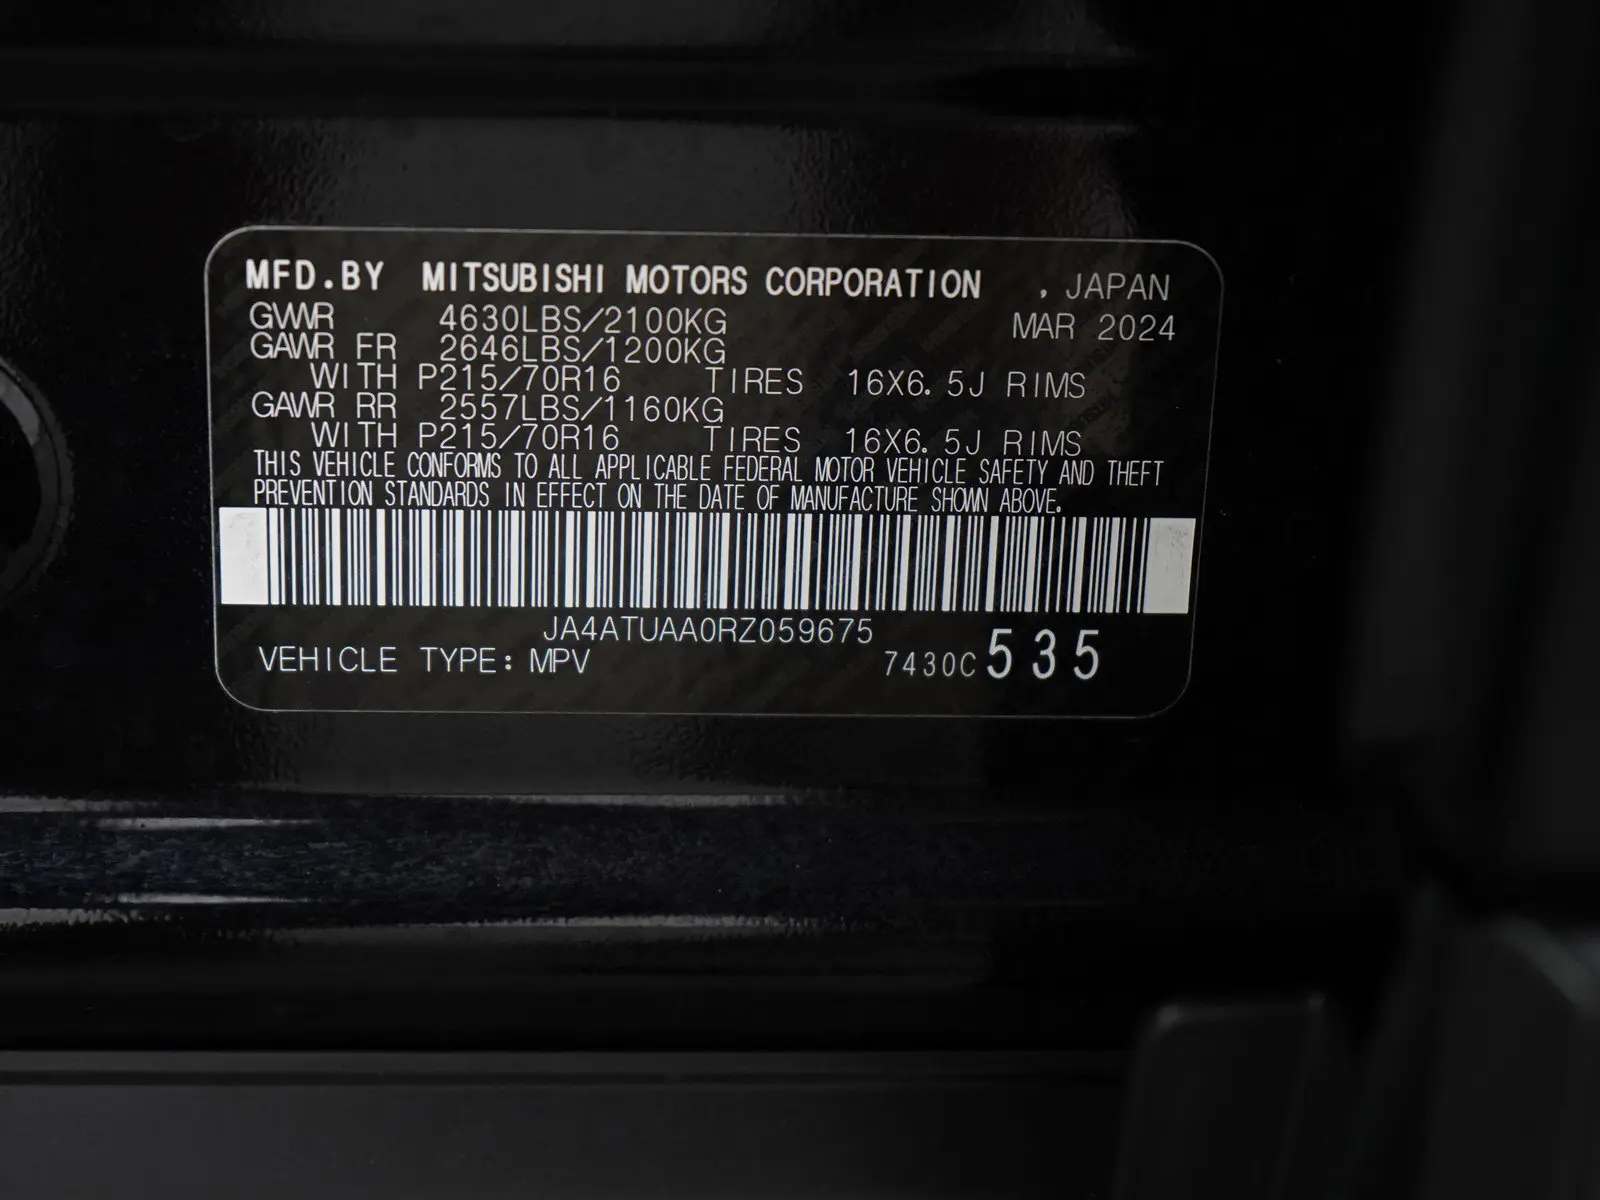 MFD.BY MITSUBISHI MOTORS CORPORATION , JAPAN
GVWR 4630LBS/2100KG MAR 2024
GAWR FR 2646LBS/1200KG
WITH P215/70R16 TIRES 16X6.5J RIMS
GAWR RR 2557LBS/1160KG
WITH P215/70R16 TIRES 16X6.5J RIMS
THIS VEHICLE CONFORMS TO ALL APPLICABLE FEDERAL MOTOR VEHICLE SAFETY AND THEFT
PREVENTION STANDARDS IN EFFECT ON THE DATE OF MANUFACTURE SHOWN ABOVE.
JA4ATUAA0RZ059675
VEHICLE TYPE: MPV 7430C 535